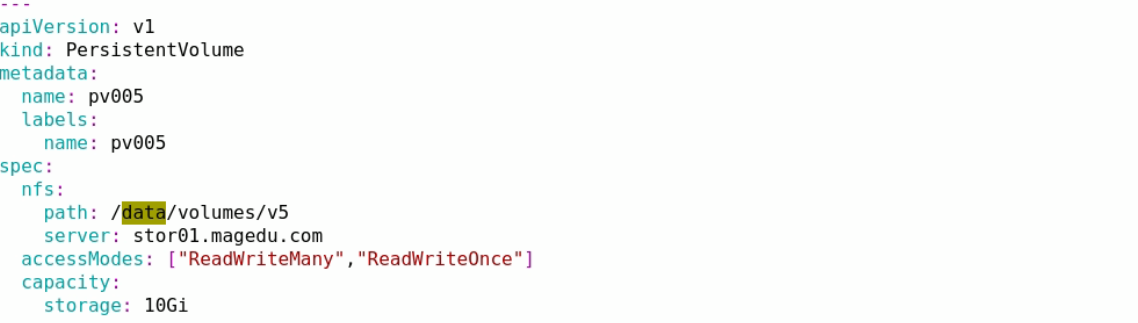 ---
apiVersion: v1
kind: PersistentVolume
metadata:
  name: pv005
  labels:
    name: pv005
spec:
  nfs:
    path: /data/volumes/v5
    server: stor01.magedu.com
  accessModes: ["ReadWriteMany","ReadWriteOnce"]
  capacity:
    storage: 10Gi